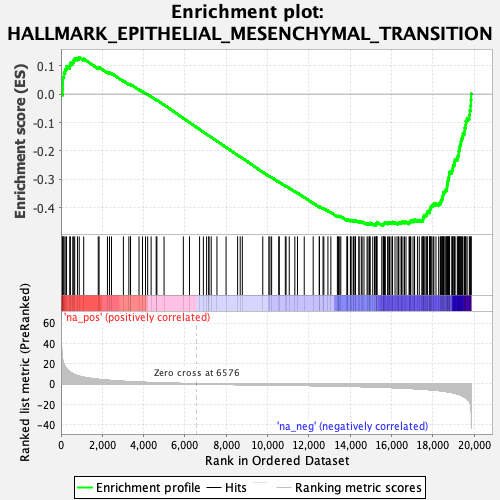 Enrichment plot:
HALLMARK_EPITHELIAL_MESENCHYMAL_TRANSITION
Enrichment score (ES)
0.1
0.0
-0.1
-0.2
-0.3
-0.4
'na_pos' (positively correlated)
Ranked list metric (PreRanked)
60
40
20
0
-20
-40
Zero cross at 6576
'na_neg' (negatively correlated)
0
2,000
4,000
6,000
8,000
10,000
12,000
14,000
16,000
18,000
20,000
Rank in Ordered Dataset
Enrichment profile
Hits
Ranking metric scores